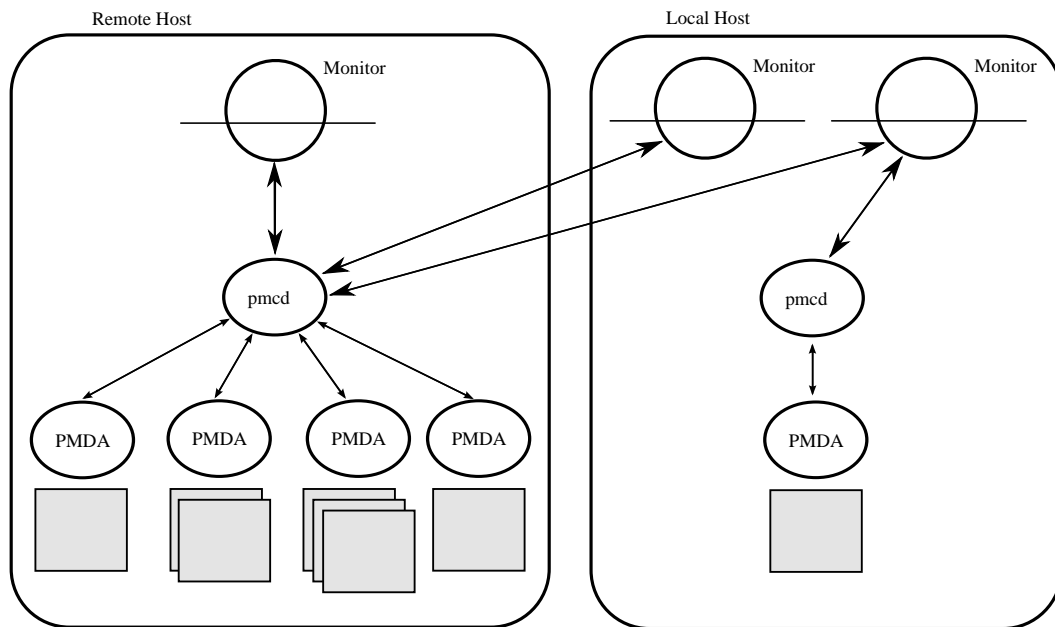 Remote Host
Local Host
Monitor
Monitor
Monitor
pmcd
pmcd
PMDA
PMDA
PMDA
PMDA
PMDA